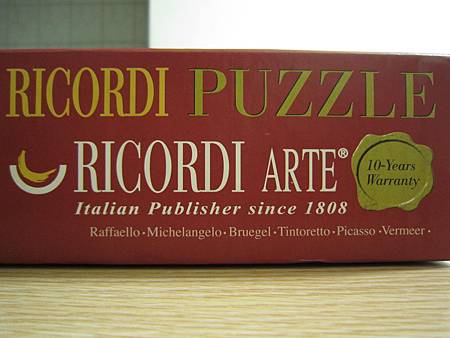 RICORDI PUZZLE
RICORDI ARTE®
10-Years
Warranty
Italian Publisher since 1808
Raffaello · Michelangelo · Bruegel · Tintoretto · Picasso · Vermeer ·